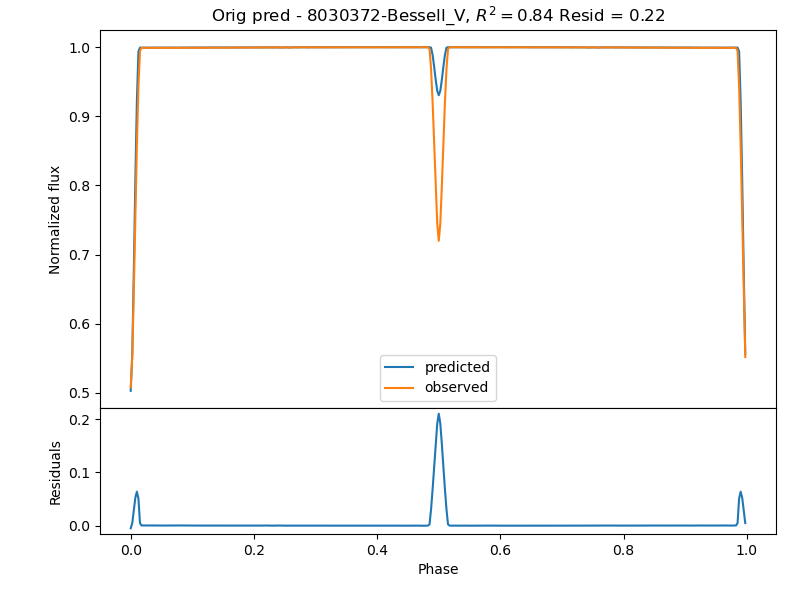 Orig pred - 8030372-Bessell_V, R² = 0.84 Resid = 0.22
Normalized flux
1.0
0.9
0.8
0.7
0.6
0.5
predicted
observed
Residuals
0.2
0.1
0.0
0.0 0.2 0.4 0.6 0.8 1.0
Phase